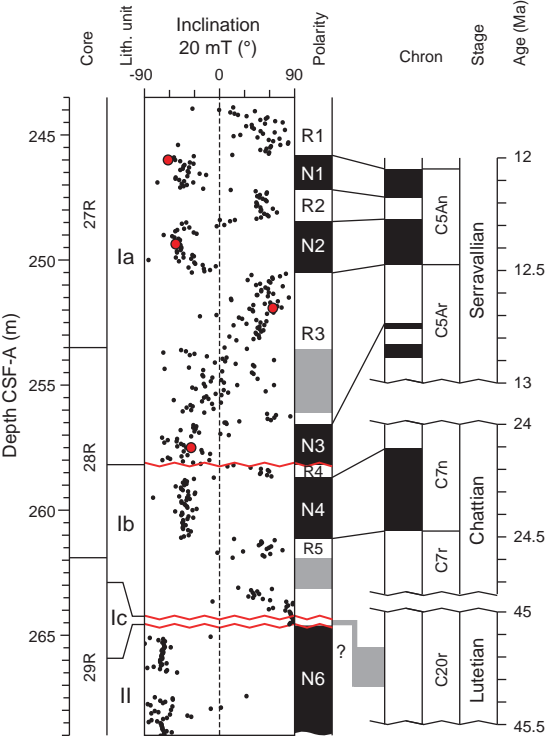 Core
Lith. unit
Inclination
20 mT (°)
Polarity
Chron
Stage
Age (Ma)
-90 0 90
Depth CSF-A (m)
245
250
255
260
265
27R
28R
29R
Ia
Ib
Ic
II
R1
N1
R2
N2
R3
N3
R4
N4
R5
N6
?
C5An
C5Ar
C7n
C7r
C20r
Serravallian
Chattian
Lutetian
12
12.5
13
24
24.5
45
45.5